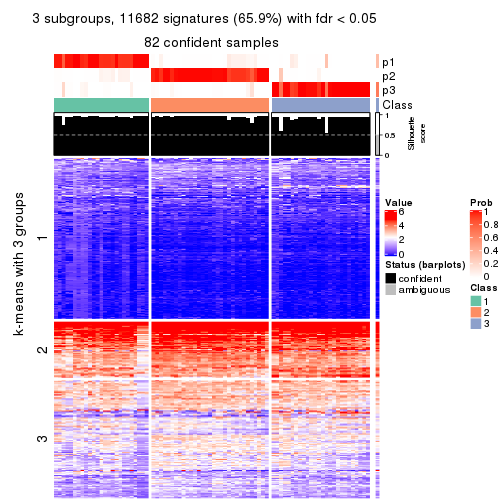 3 subgroups, 11682 signatures (65.9%) with fdr < 0.05
82 confident samples
p1
p2
p3
Class
1
0.5
0
Silhouette
score
k-means with 3 groups
1
2
3
Value
6
4
2
0
Status (barplots)
confident
ambiguous
Prob
1
0.8
0.6
0.4
0.2
0
Class
1
2
3